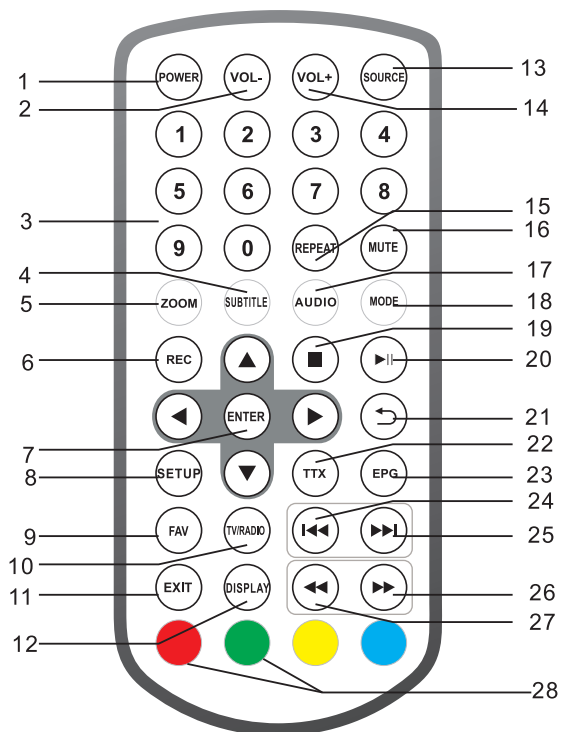 POWER VOL- VOL+ SOURCE 13
1
2 14
1 2 3 4
5 6 7 8
3 15
9 0 REPEAT MUTE 16
4 17
ZOOM SUBTITLE AUDIO MODE
5 18
19
6 REC 20
ENTER 21
7 22
8 SETUP TTX EPG 23
24
9 FAV TV/RADIO 25
10
11 EXIT DISPLAY 26
27
12
28